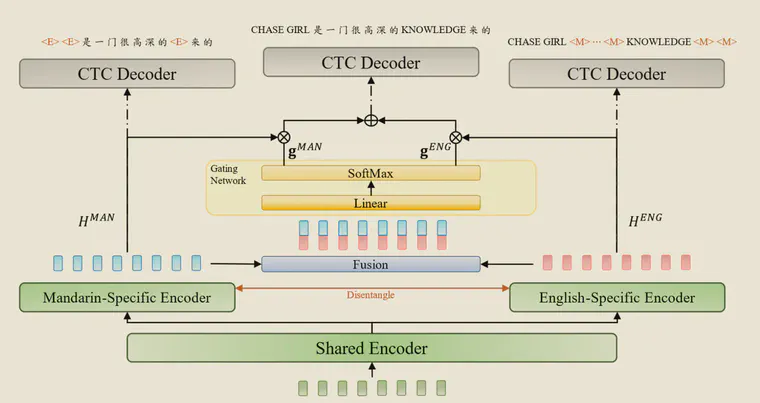 <E> <E> 是 一 门 很 高 深 的 <E> 来 的
CHASE GIRL 是 一 门 很 高 深 的 KNOWLEDGE 来 的
CHASE GIRL <M> ··· <M> KNOWLEDGE <M> <M>
CTC Decoder
CTC Decoder
CTC Decoder
g^MAN
g^ENG
Gating
Network
SoftMax
Linear
H^MAN
H^ENG
Fusion
Mandarin-Specific Encoder
Disentangle
English-Specific Encoder
Shared Encoder